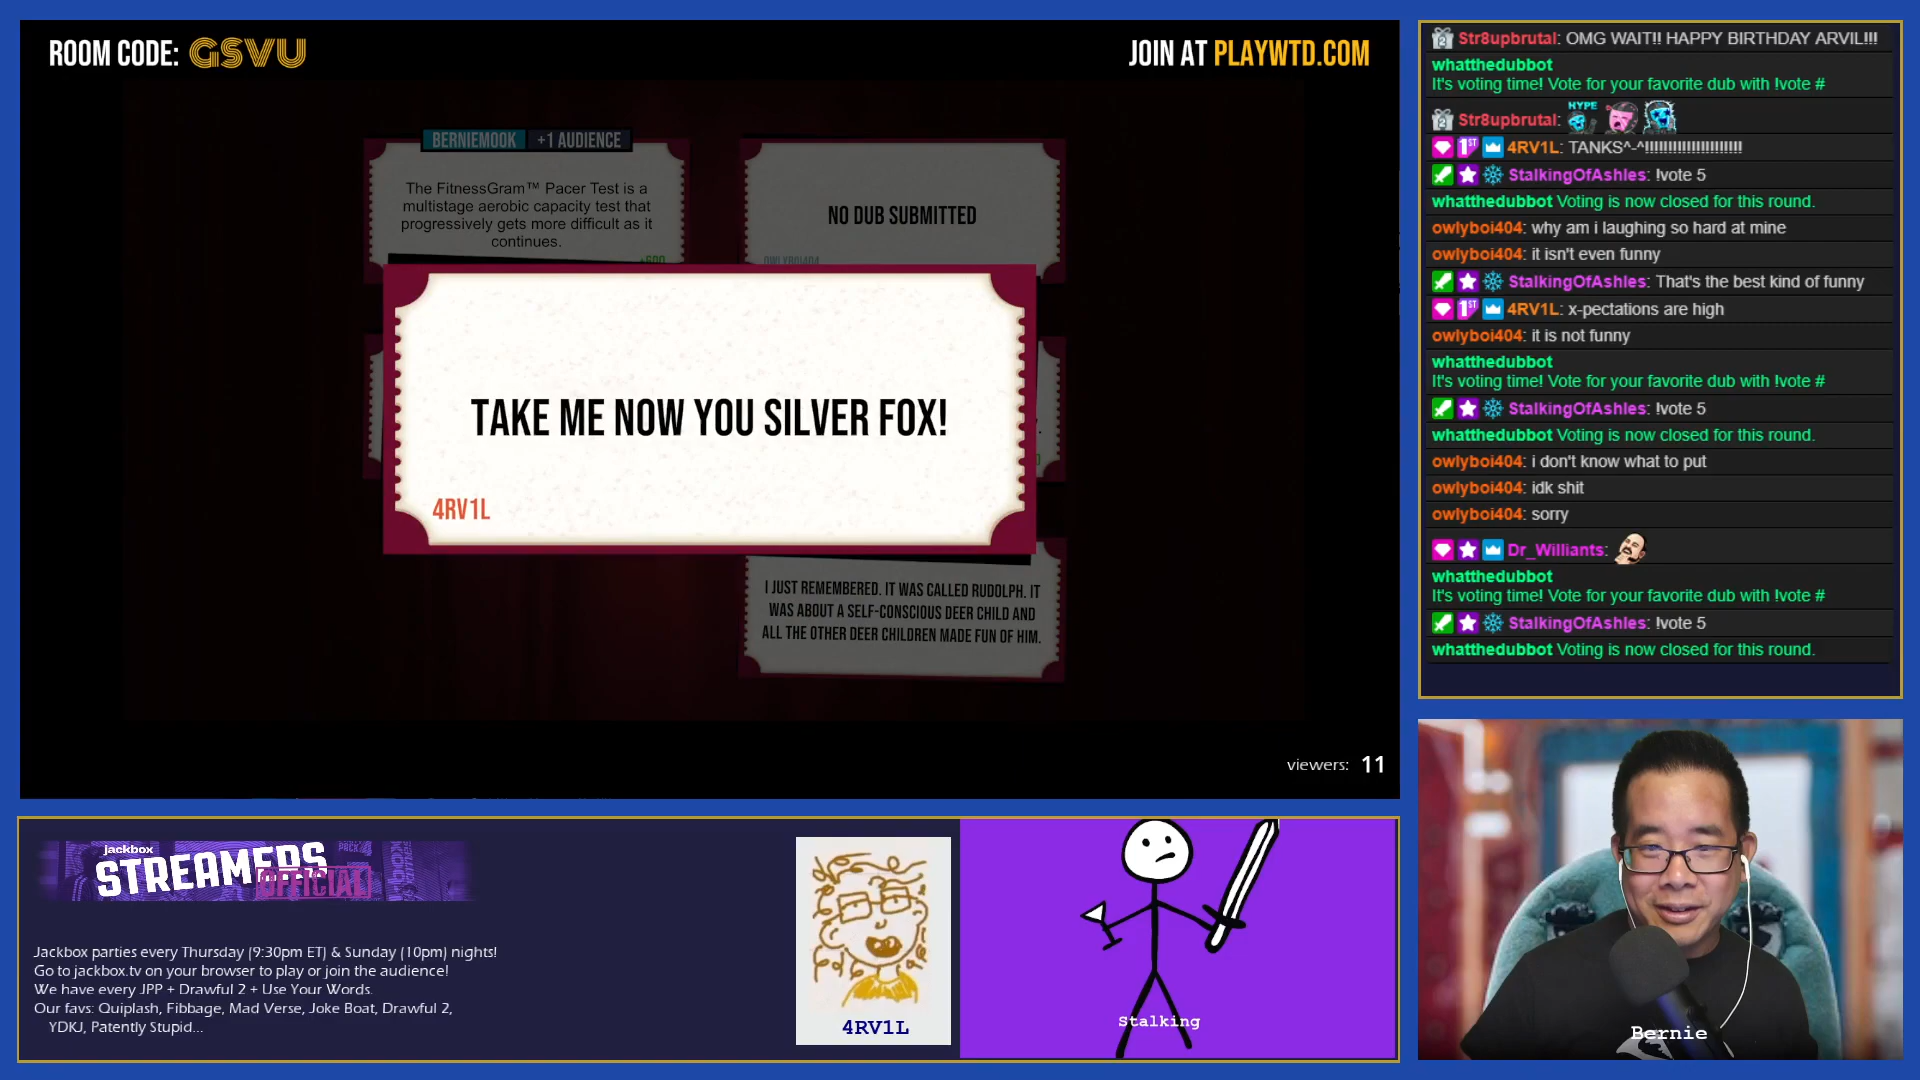 ROOM CODE: GSVU
JOIN AT PLAYWTD.COM
BERNIEMOOK +1 AUDIENCE
The FitnessGram™ Pacer Test is a
multistage aerobic capacity test that
progressively gets more difficult as it
continues.
+600
NO DUB SUBMITTED
OWLYBOI404
TAKE ME NOW YOU SILVER FOX!
4RV1L
I JUST REMEMBERED. IT WAS CALLED RUDOLPH. IT
WAS ABOUT A SELF-CONSCIOUS DEER CHILD AND
ALL THE OTHER DEER CHILDREN MADE FUN OF HIM.
viewers: 11
Str8upbrutal: OMG WAIT!! HAPPY BIRTHDAY ARVIL!!!
whatthedubbot
It's voting time! Vote for your favorite dub with !vote #
Str8upbrutal: HYPE
1ST 4RV1L: TANKS^-^!!!!!!!!!!!!!!!!!!!!!
StalkingOfAshles: !vote 5
whatthedubbot Voting is now closed for this round.
owlyboi404: why am i laughing so hard at mine
owlyboi404: it isn't even funny
StalkingOfAshles: That's the best kind of funny
1ST 4RV1L: x-pectations are high
owlyboi404: it is not funny
whatthedubbot
It's voting time! Vote for your favorite dub with !vote #
StalkingOfAshles: !vote 5
whatthedubbot Voting is now closed for this round.
owlyboi404: i don't know what to put
owlyboi404: idk shit
owlyboi404: sorry
Dr_Williants:
whatthedubbot
It's voting time! Vote for your favorite dub with !vote #
StalkingOfAshles: !vote 5
whatthedubbot Voting is now closed for this round.
jackbox
STREAMERS
OFFICIAL
Jackbox parties every Thursday (9:30pm ET) & Sunday (10pm) nights!
Go to jackbox.tv on your browser to play or join the audience!
We have every JPP + Drawful 2 + Use Your Words.
Our favs: Quiplash, Fibbage, Mad Verse, Joke Boat, Drawful 2,
YDKJ, Patently Stupid...
4RV1L
Stalking
Bernie